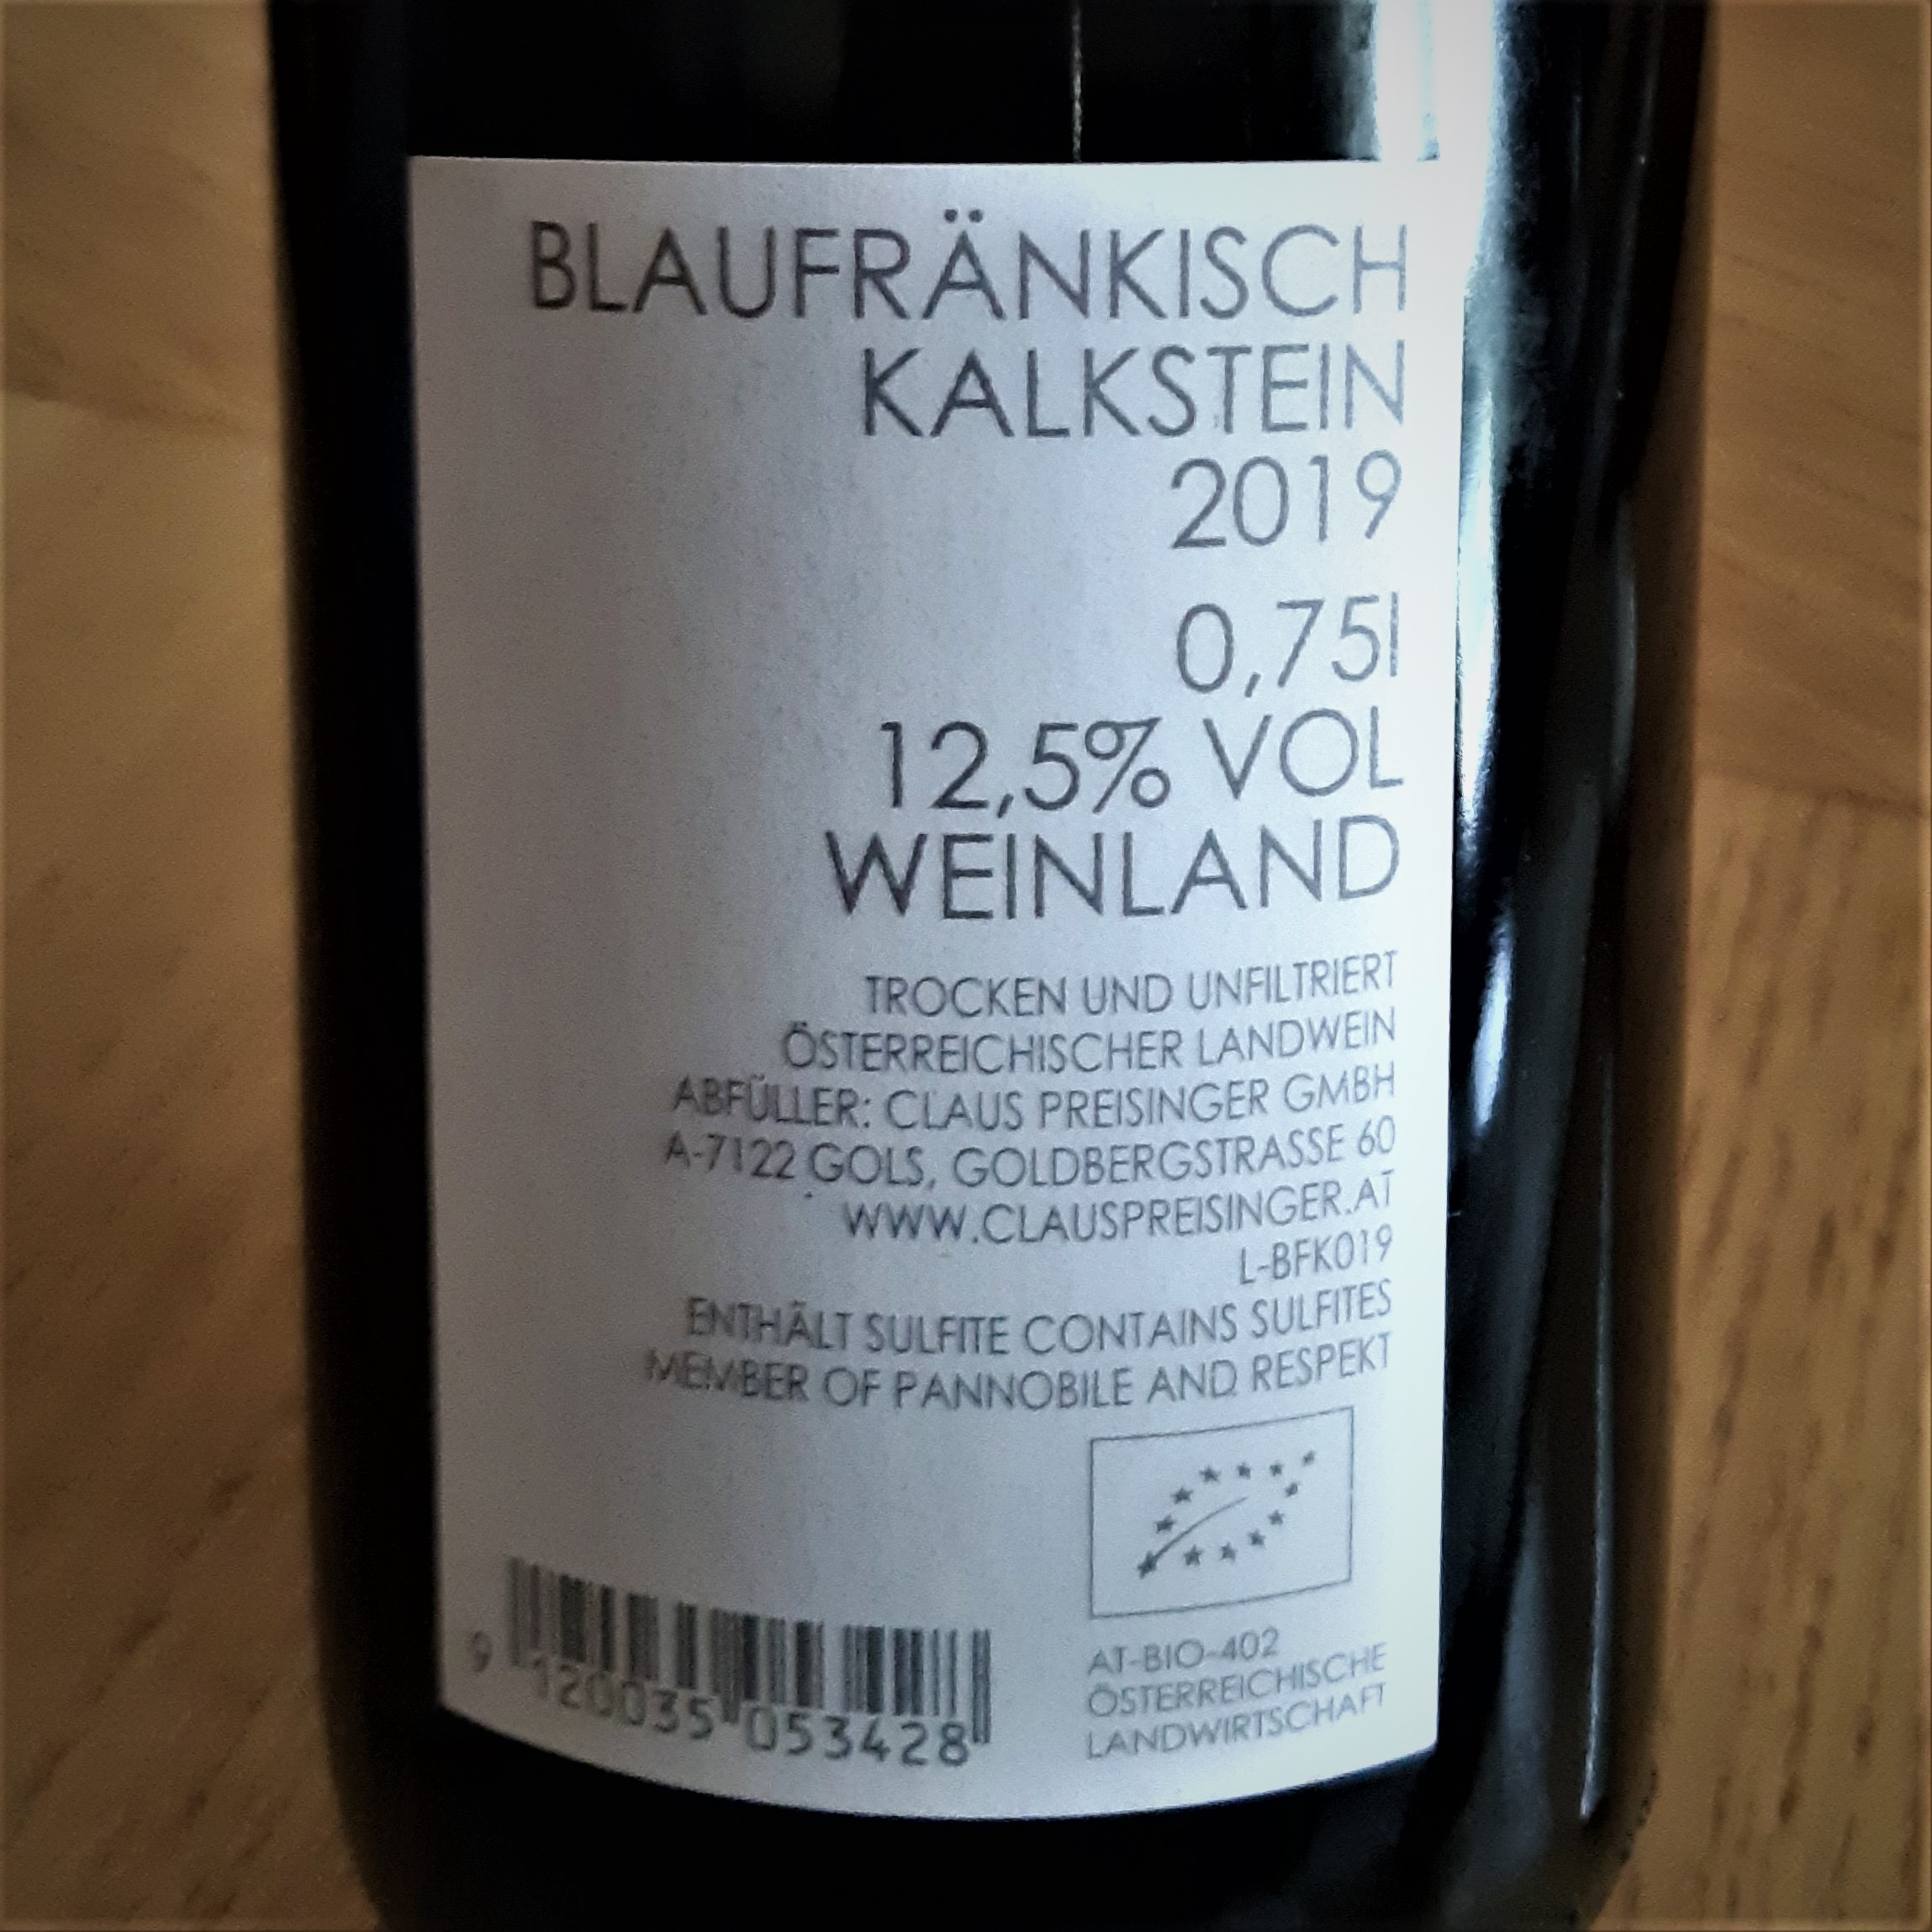 BLAUFRÄNKISCH
KALKSTEIN
2019
0,75l
12,5% VOL
WEINLAND
TROCKEN UND UNFILTRIERT
ÖSTERREICHISCHER LANDWEIN
ABFÜLLER: CLAUS PREISINGER GMBH
A-7122 GOLS, GOLDBERGSTRASSE 60
WWW.CLAUSPREISINGER.AT
L-BFK019
ENTHÄLT SULFITE CONTAINS SULFITES
MEMBER OF PANNOBILE AND RESPEKT
9 120035 053428
AT-BIO-402
ÖSTERREICHISCHE
LANDWIRTSCHAFT